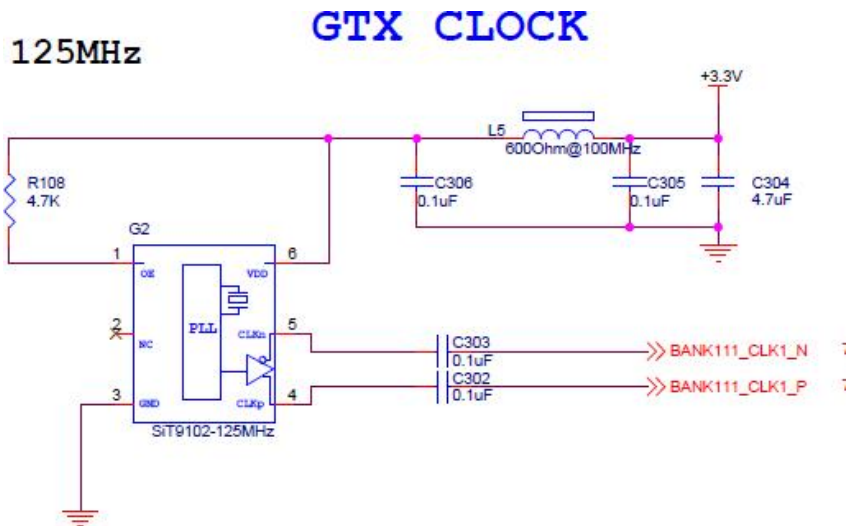 GTX CLOCK
125MHz
+3.3V
L5
600Ohm@100MHz
R108
4.7K
C306
0.1uF
C305
0.1uF
C304
4.7uF
G2
1
OE
VDD
6
2
NC
PLL
CLKn
5
C303
0.1uF
BANK111_CLK1_N
7
3
GND
CLKp
4
C302
0.1uF
BANK111_CLK1_P
7
SiT9102-125MHz